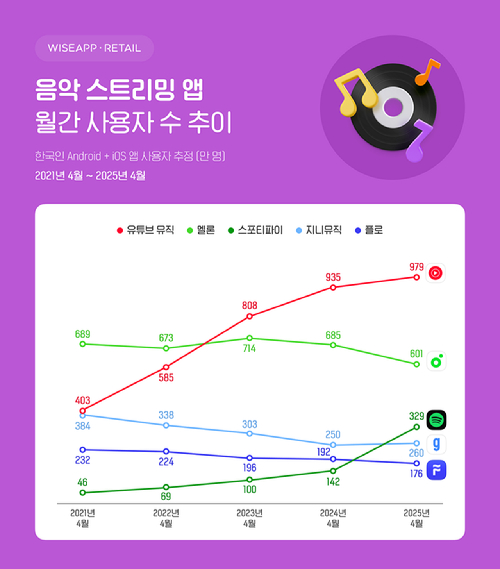 WISEAPP·RETAIL
음악 스트리밍 앱
월간 사용자 수 추이
한국인 Android + iOS 앱 사용자 추정 (만 명)
2021년 4월 ~ 2025년 4월
유튜브 뮤직 멜론 스포티파이 지니뮤직 플로
979
935
808
689 673 714 685 601
403 585
384 338 303 250 260
329
232 224 196 192 176
46 69 100 142
g
F
2021년 2022년 2023년 2024년 2025년
4월 4월 4월 4월 4월